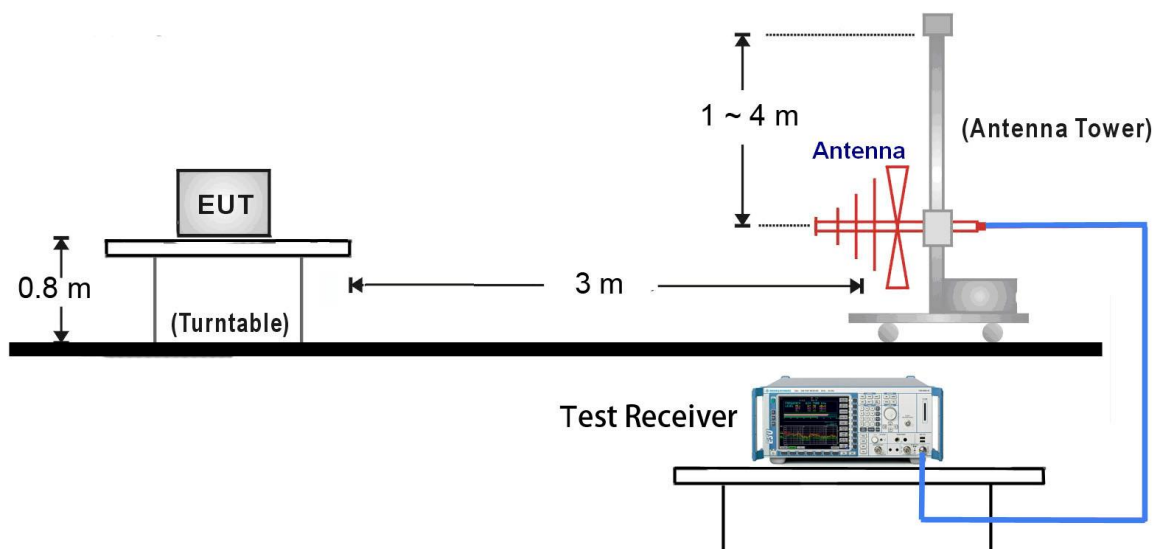 1 ~ 4 m
(Antenna Tower)
Antenna
EUT
0.8 m
3 m
(Turntable)
Test Receiver